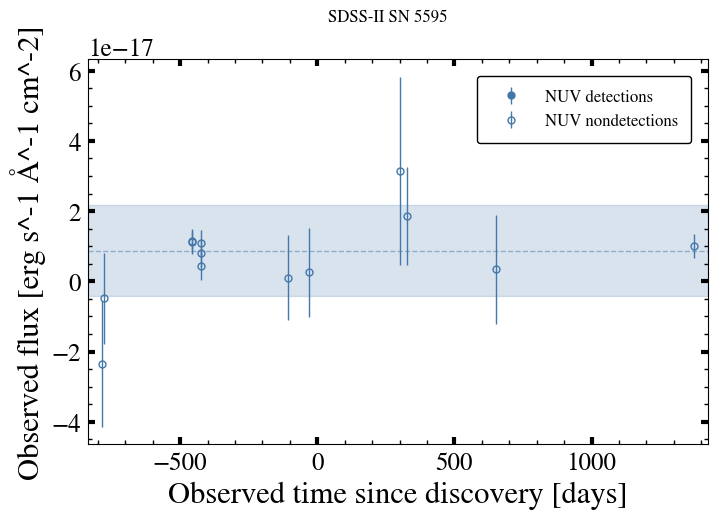 SDSS-II SN 5595
1e−17
Observed flux [erg s^-1 Å^-1 cm^-2]
6
4
2
0
−2
−4
NUV detections
NUV nondetections
−500
0
500
1000
Observed time since discovery [days]